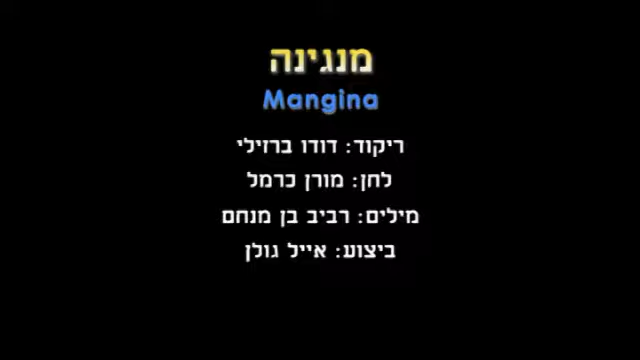 מנגינה
Mangina
ריקוד: דודו ברזילי
לחן: מורן כרמל
מילים: רביב בן מנחם
ביצוע: אייל גולן